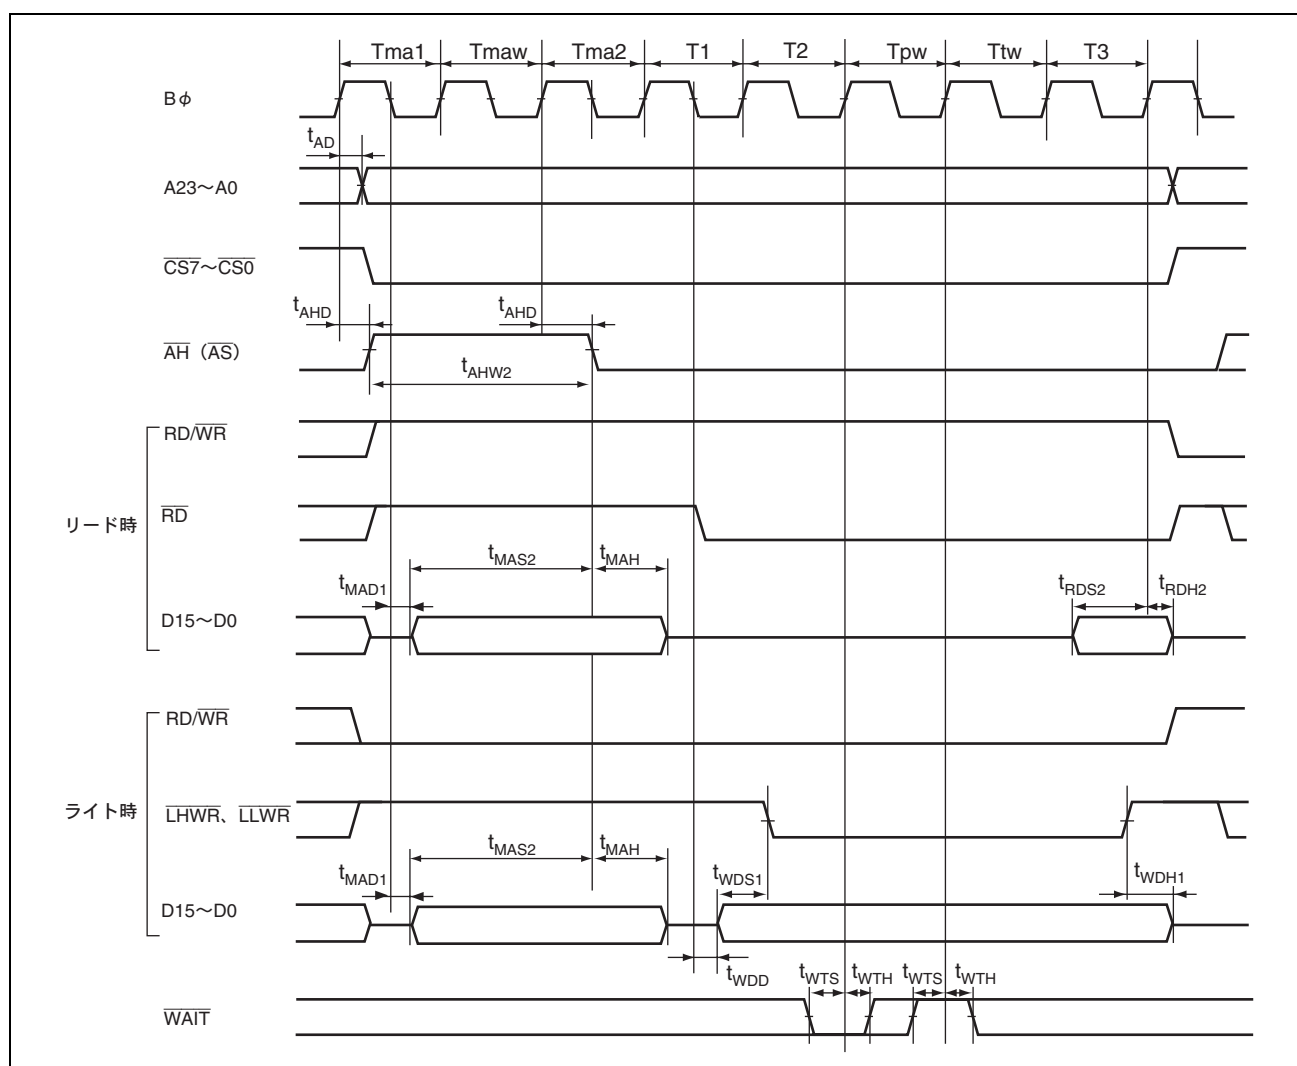 Tma1 Tmaw Tma2 T1 T2 Tpw Ttw T3
Bφ
tAD
A23～A0
CS7～CS0
tAHD tAHD
AH（AS）
tAHW2
RD/WR
リード時
RD
tMAS2 tMAH
tMAD1 tRDS2 tRDH2
D15～D0
RD/WR
ライト時
LHWR、LLWR
tMAS2 tMAH
tMAD1 tWDS1 tWDH1
D15～D0
tWDD tWTS tWTH tWTS tWTH
WAIT